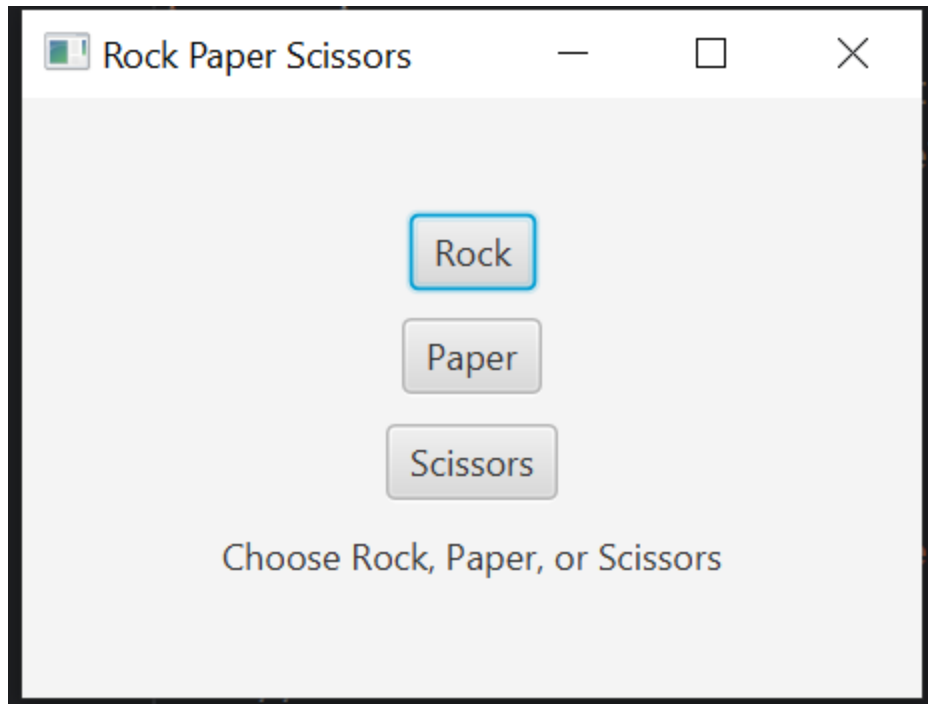 Rock Paper Scissors
Rock
Paper
Scissors
Choose Rock, Paper, or Scissors